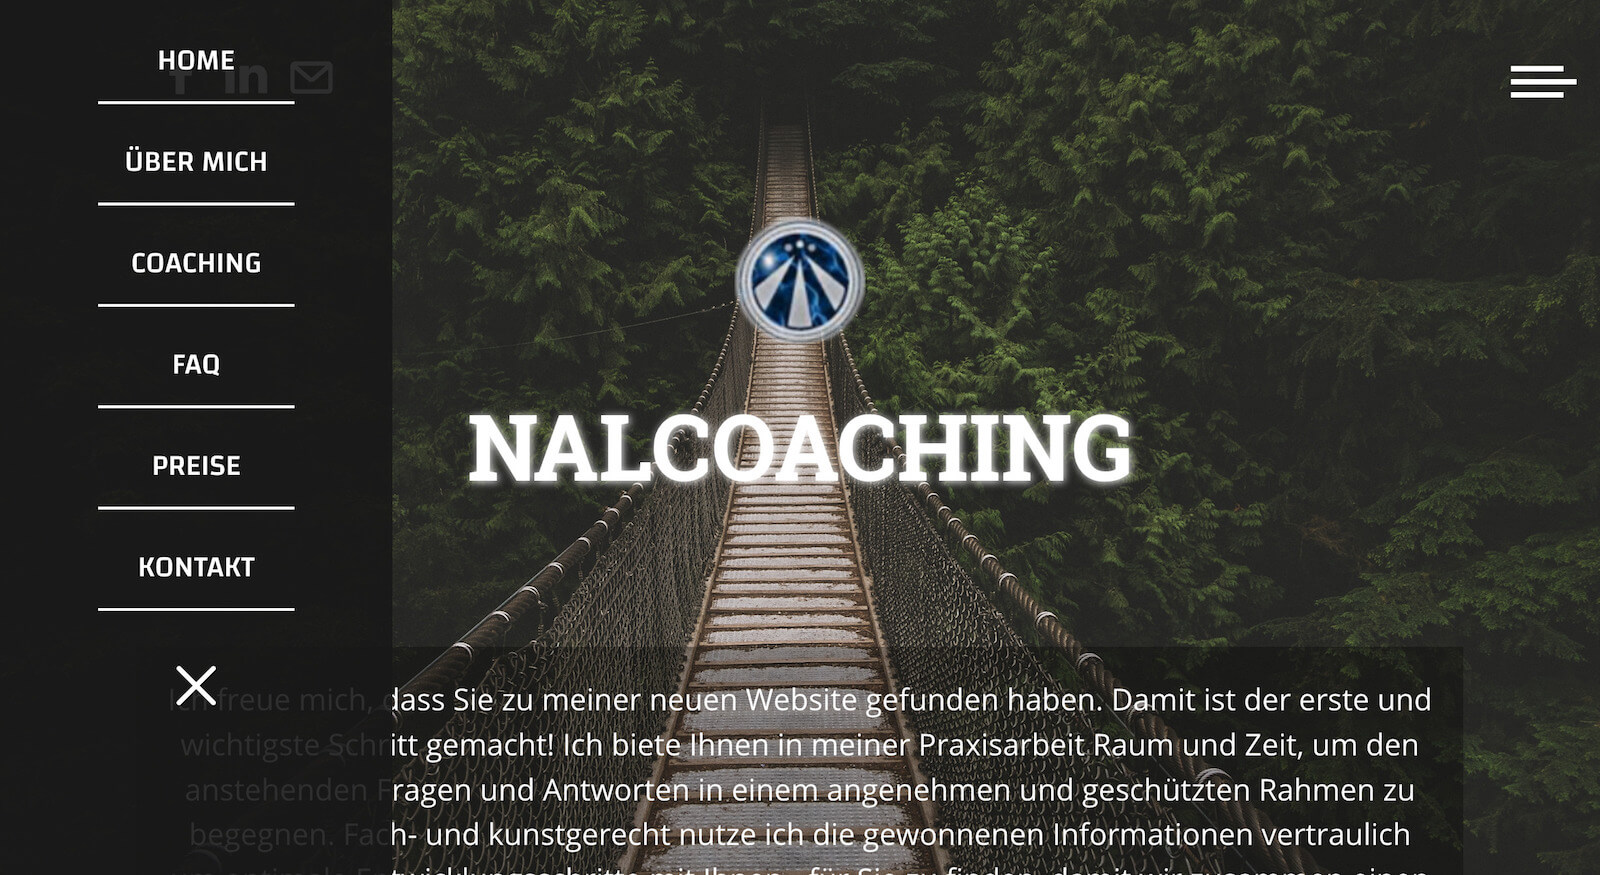 HOME
ÜBER MICH
COACHING
FAQ
PREISE
KONTAKT
NALCOACHING
Ich freue mich, dass Sie zu meiner neuen Website gefunden haben. Damit ist der erste und
wichtigste Schritt gemacht! Ich biete Ihnen in meiner Praxisarbeit Raum und Zeit, um den
anstehenden Fragen und Antworten in einem angenehmen und geschützten Rahmen zu
begegnen. Fach- und kunstgerecht nutze ich die gewonnenen Informationen vertraulich